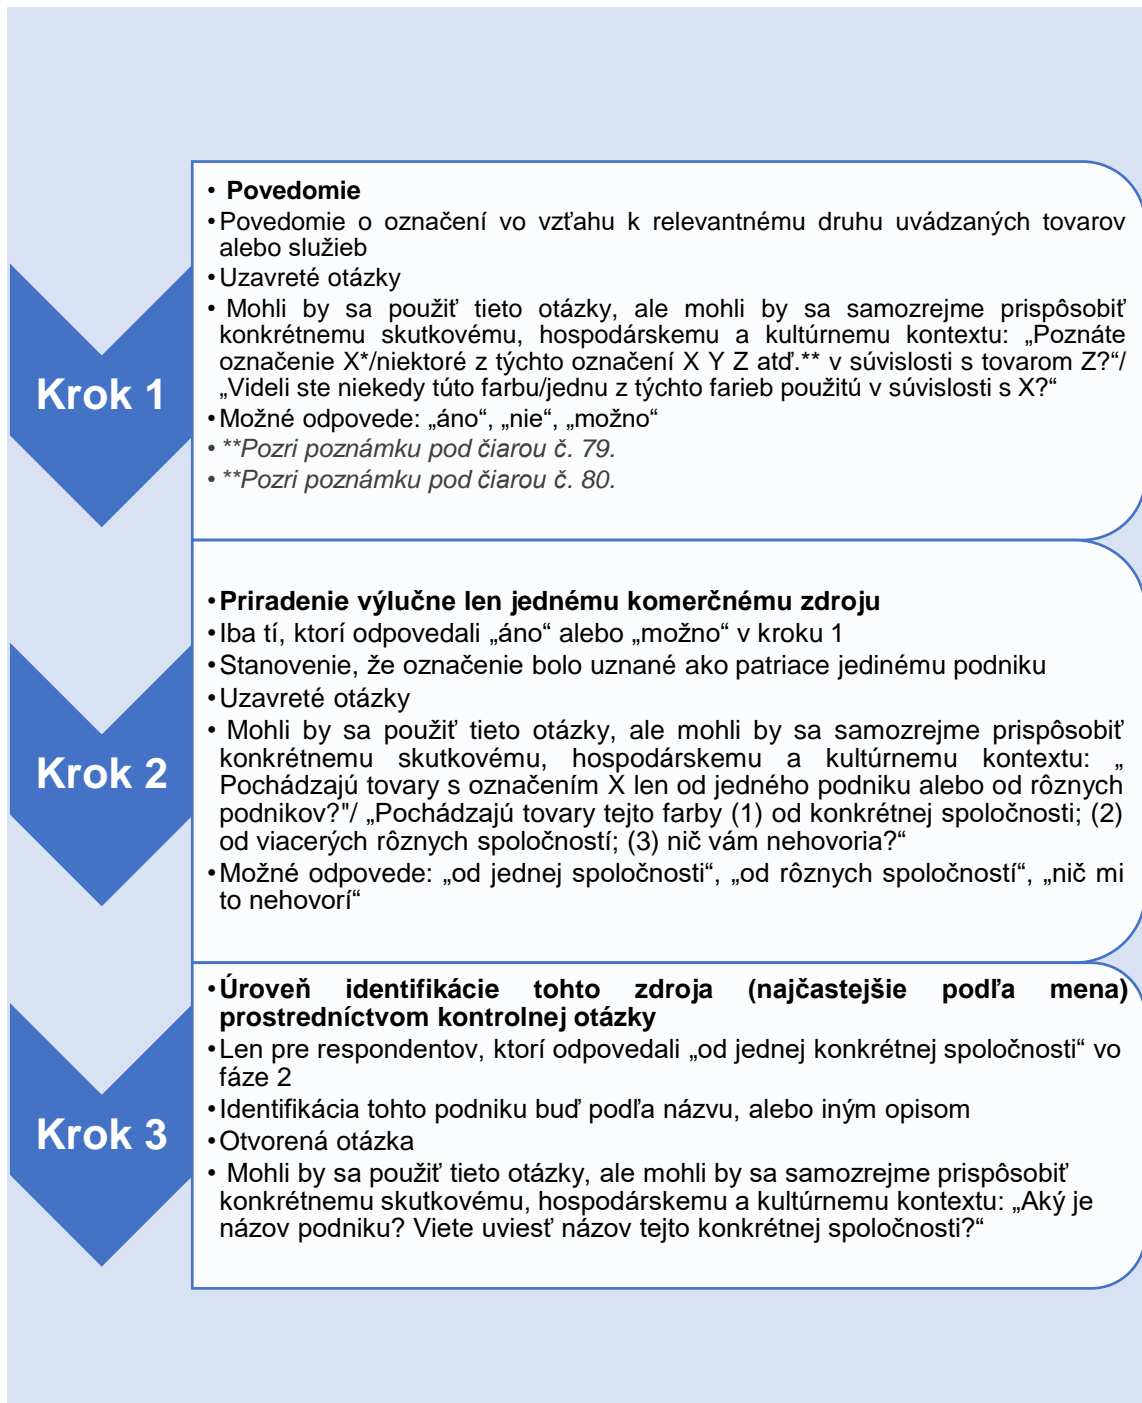 Krok 1
• Povedomie
• Povedomie o označení vo vzťahu k relevantnému druhu uvádzaných tovarov
alebo služieb
• Uzavreté otázky
• Mohli by sa použiť tieto otázky, ale mohli by sa samozrejme prispôsobiť
konkrétnemu skutkovému, hospodárskemu a kultúrnemu kontextu: „Poznáte
označenie X*/niektoré z týchto označení X Y Z atď.** v súvislosti s tovarom Z?“/
„Videli ste niekedy túto farbu/jednu z týchto farieb použitú v súvislosti s X?“
• Možné odpovede: „áno“, „nie“, „možno“
• **Pozri poznámku pod čiarou č. 79.
• **Pozri poznámku pod čiarou č. 80.
Krok 2
• Priradenie výlučne len jednému komerčnému zdroju
• Iba tí, ktorí odpovedali „áno“ alebo „možno“ v kroku 1
• Stanovenie, že označenie bolo uznané ako patriace jedinému podniku
• Uzavreté otázky
• Mohli by sa použiť tieto otázky, ale mohli by sa samozrejme prispôsobiť
konkrétnemu skutkovému, hospodárskemu a kultúrnemu kontextu: „
Pochádzajú tovary s označením X len od jedného podniku alebo od rôznych
podnikov?"/ „Pochádzajú tovary tejto farby (1) od konkrétnej spoločnosti; (2)
od viacerých rôznych spoločností; (3) nič vám nehovoria?“
• Možné odpovede: „od jednej spoločnosti“, „od rôznych spoločností“, „nič mi
to nehovorí“
Krok 3
• Úroveň identifikácie tohto zdroja (najčastejšie podľa mena)
prostredníctvom kontrolnej otázky
• Len pre respondentov, ktorí odpovedali „od jednej konkrétnej spoločnosti“ vo
fáze 2
• Identifikácia tohto podniku buď podľa názvu, alebo iným opisom
• Otvorená otázka
• Mohli by sa použiť tieto otázky, ale mohli by sa samozrejme prispôsobiť
konkrétnemu skutkovému, hospodárskemu a kultúrnemu kontextu: „Aký je
názov podniku? Viete uviesť názov tejto konkrétnej spoločnosti?“